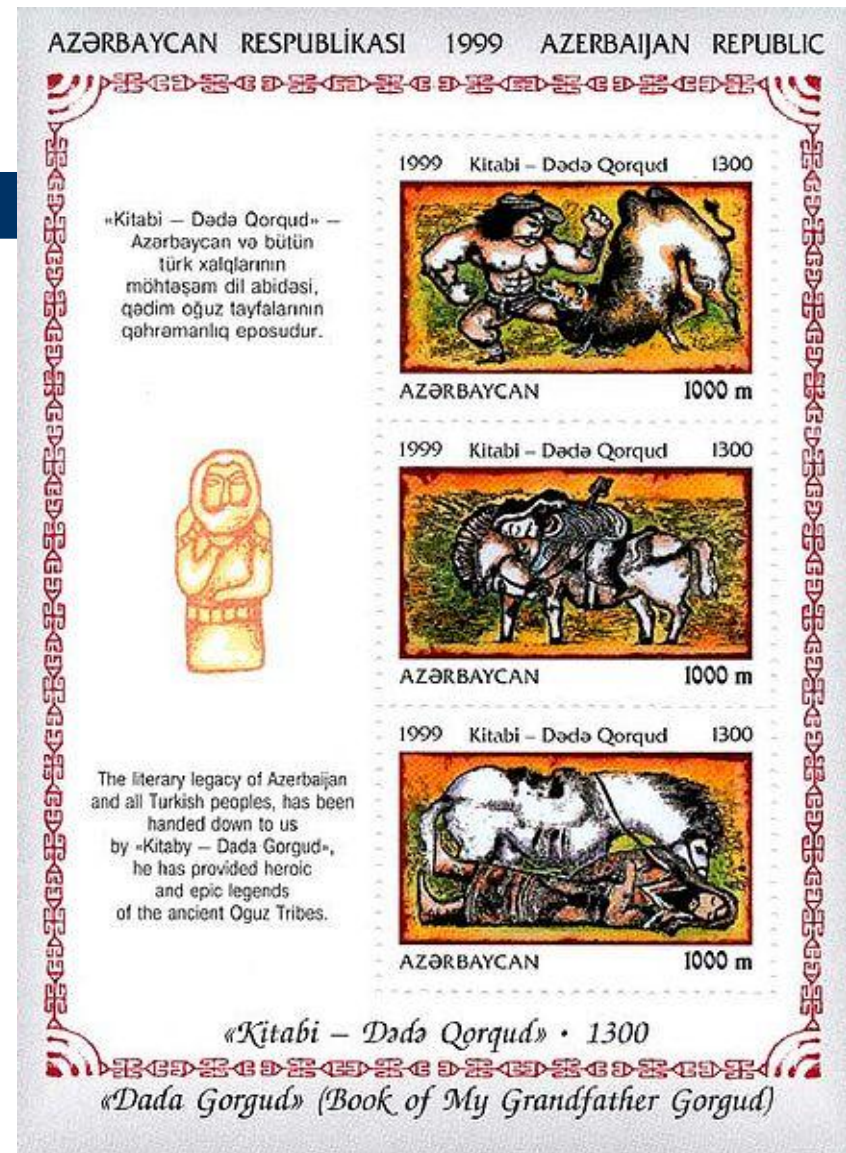 AZƏRBAYCAN RESPUBLİKASI 1999 AZERBAIJAN REPUBLIC
«Kitabi – Dədə Qorqud» –
Azərbaycan və bütün
türk xalqlarının
möhtəşəm dil abidəsi,
qədim oğuz tayfalarının
qəhrəmanlıq eposudur.
1999 Kitabi – Dədə Qorqud 1300
AZƏRBAYCAN 1000 m
1999 Kitabi – Dədə Qorqud 1300
AZƏRBAYCAN 1000 m
The literary legacy of Azerbaijan
and all Turkish peoples, has been
handed down to us
by «Kitaby – Dada Gorgud»,
he has provided heroic
and epic legends
of the ancient Oguz Tribes.
1999 Kitabi – Dədə Qorqud 1300
AZƏRBAYCAN 1000 m
«Kitabi – Dədə Qorqud» · 1300
«Dada Gorgud» (Book of My Grandfather Gorgud)